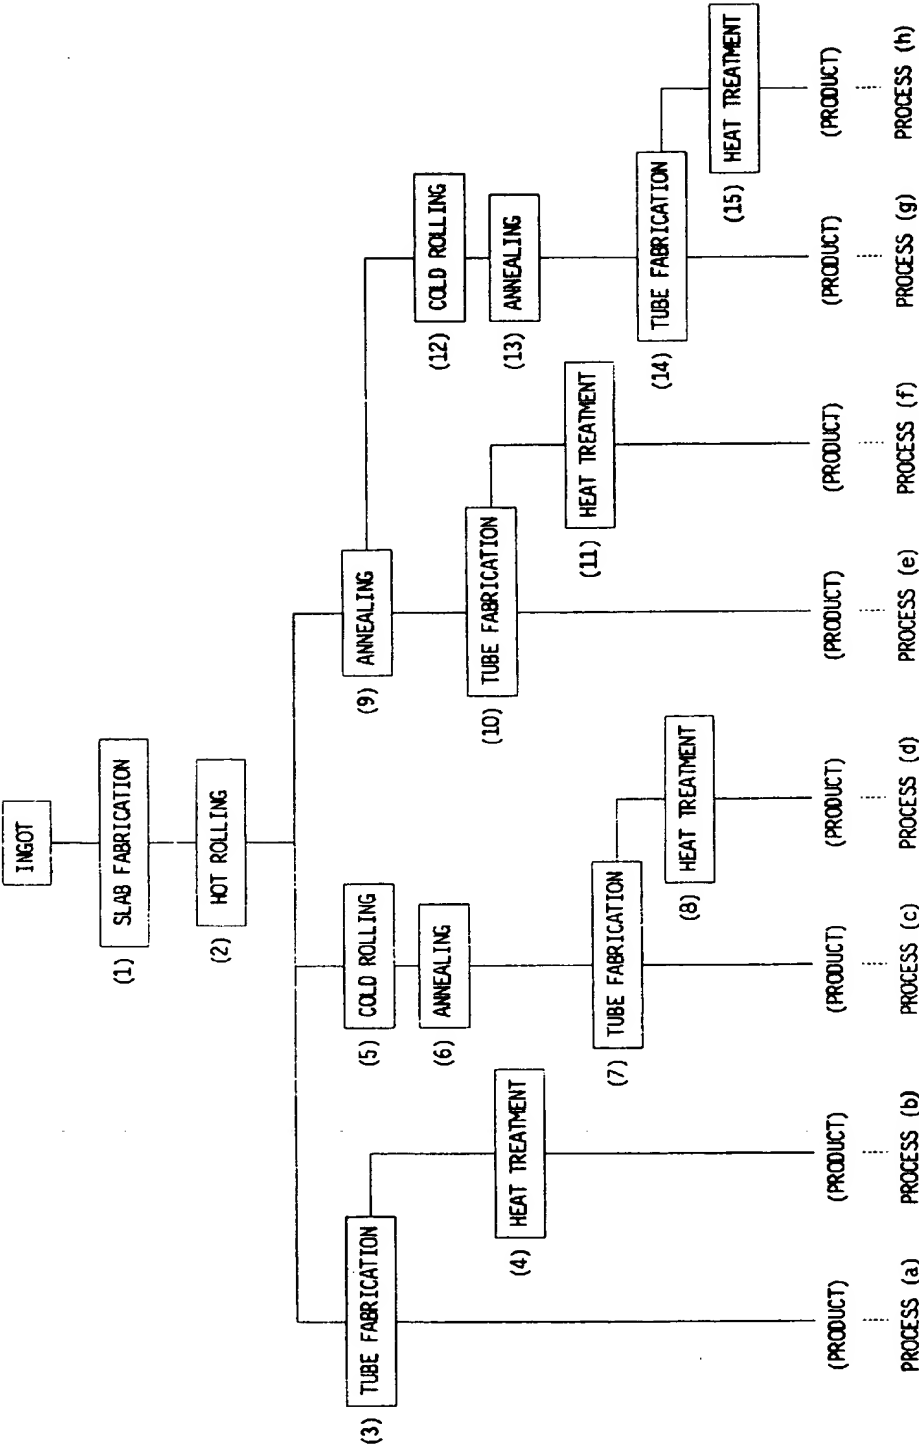 INGOT
(1) SLAB FABRICATION
(2) HOT ROLLING
(3) TUBE FABRICATION
(5) COLD ROLLING
(9) ANNEALING
(12) COLD ROLLING
(6) ANNEALING
(13) ANNEALING
(4) HEAT TREATMENT
(10) TUBE FABRICATION
(11) HEAT TREATMENT
(7) TUBE FABRICATION
(14) TUBE FABRICATION
(8) HEAT TREATMENT
(15) HEAT TREATMENT
(PRODUCT) (PRODUCT) (PRODUCT) (PRODUCT) (PRODUCT) (PRODUCT) (PRODUCT) (PRODUCT)
PROCESS (a) PROCESS (b) PROCESS (c) PROCESS (d) PROCESS (e) PROCESS (f) PROCESS (g) PROCESS (h)